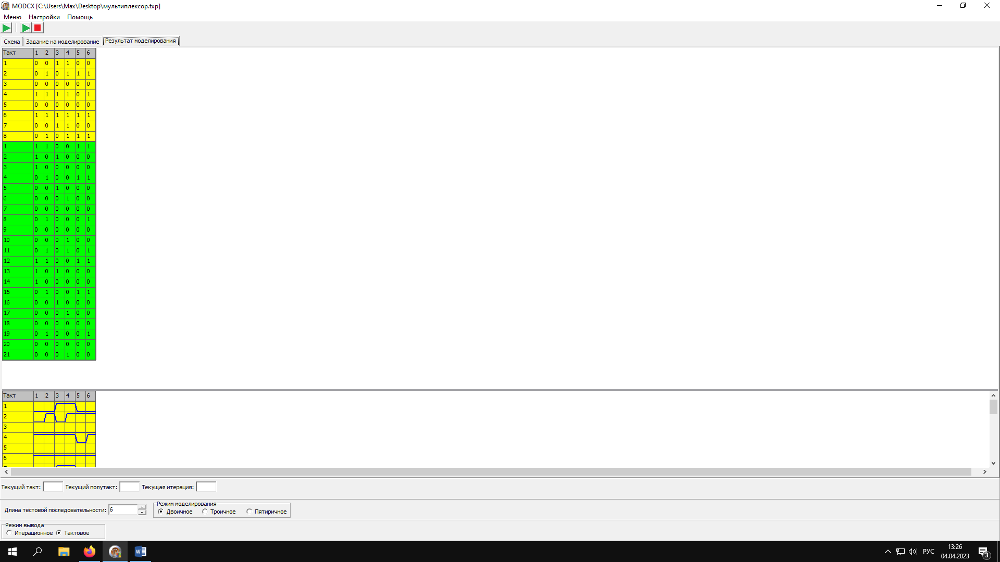 MODCX [C:\Users\Max\Desktop\мультиплексор.txp]
Меню Настройки Помощь
Схема Задание на моделирование Результат моделирования
Такт 1 2 3 4 5 6
1 0 0 1 1 0 0
2 0 1 0 1 1 1
3 0 0 0 0 0 0
4 1 1 1 1 0 1
5 0 0 0 0 0 0
6 1 1 1 1 1 1
7 0 0 1 1 0 0
8 0 1 0 1 1 1
1 1 1 0 0 1 1
2 1 0 1 0 0 0
3 1 0 0 0 0 0
4 0 1 0 0 1 1
5 0 0 1 0 0 0
6 0 0 0 1 0 0
7 0 0 0 0 0 0
8 0 1 0 0 0 1
9 0 0 0 0 0 0
10 0 0 0 1 0 0
11 0 1 0 1 0 1
12 1 1 0 0 1 1
13 1 0 1 0 0 0
14 1 0 0 0 0 0
15 0 1 0 0 1 1
16 0 0 1 0 0 0
17 0 0 0 1 0 0
18 0 0 0 0 0 0
19 0 1 0 0 0 1
20 0 0 0 0 0 0
21 0 0 0 1 0 0
Такт 1 2 3 4 5 6
1
2
3
4
5
6
Текущий такт: Текущий полутакт: Текущая итерация:
Режим моделирования
Длина тестовой последовательности: 6 Двоичное Троичное Пятиричное
Режим вывода
Итерационное Тактовое
13:26
РУС
04.04.2023
3